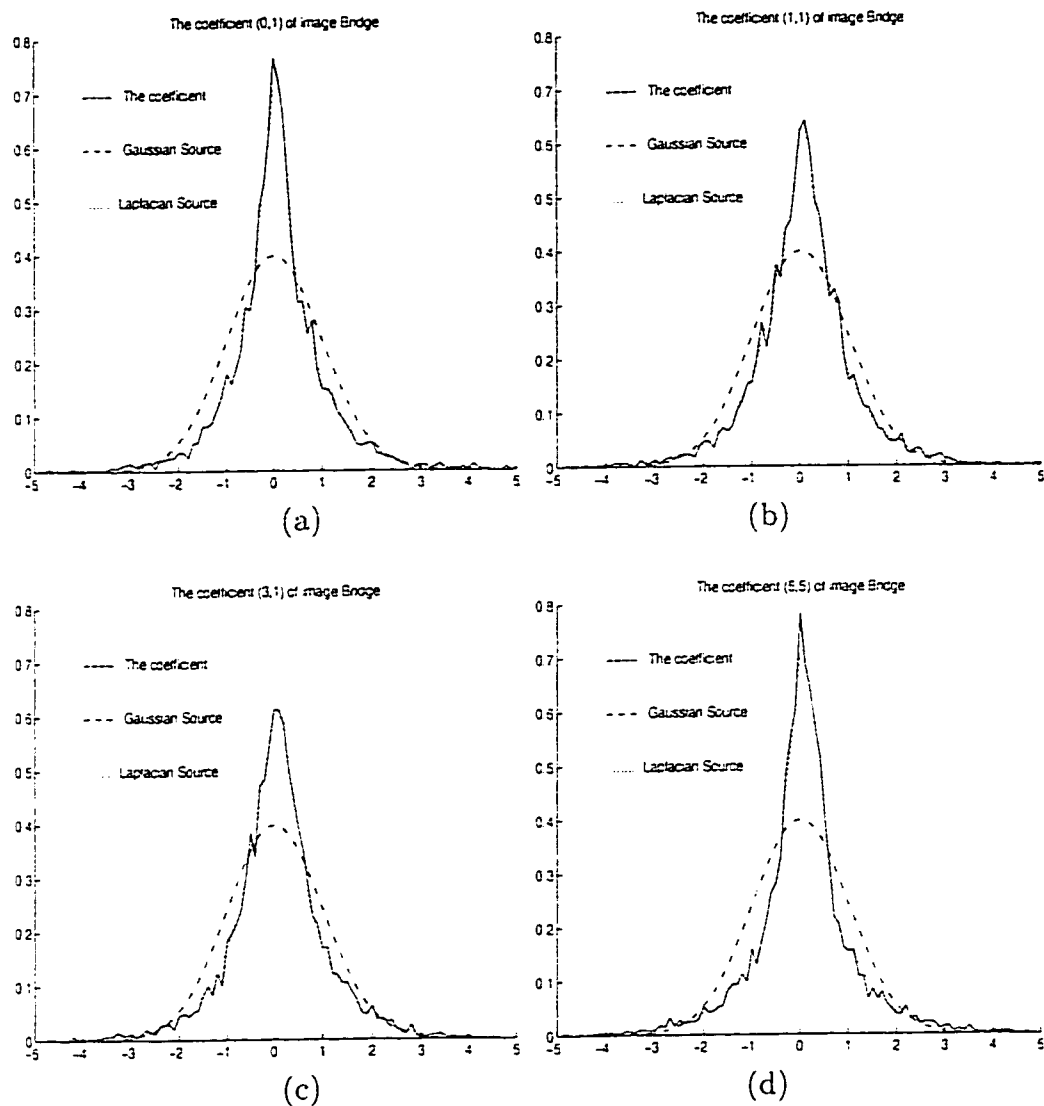 The coefficient (0,1) of image Bridge
0.8
0.7
0.6
0.5
0.4
0.3
0.2
0.1
0
The coefficient
Gaussian Source
Laplacian Source
-5 -4 -3 -2 -1 0 1 2 3 4 5
(a)
The coefficient (1,1) of image Bridge
0.8
0.7
0.6
0.5
0.4
0.3
0.2
0.1
0
The coefficient
Gaussian Source
Laplacian Source
-5 -4 -3 -2 -1 0 1 2 3 4 5
(b)
The coefficient (3,1) of image Bridge
0.8
0.7
0.6
0.5
0.4
0.3
0.2
0.1
0
The coefficient
Gaussian Source
Laplacian Source
-5 -4 -3 -2 -1 0 1 2 3 4 5
(c)
The coefficient (5,5) of image Bridge
0.8
0.7
0.6
0.5
0.4
0.3
0.2
0.1
0
The coefficient
Gaussian Source
Laplacian Source
-5 -4 -3 -2 -1 0 1 2 3 4 5
(d)